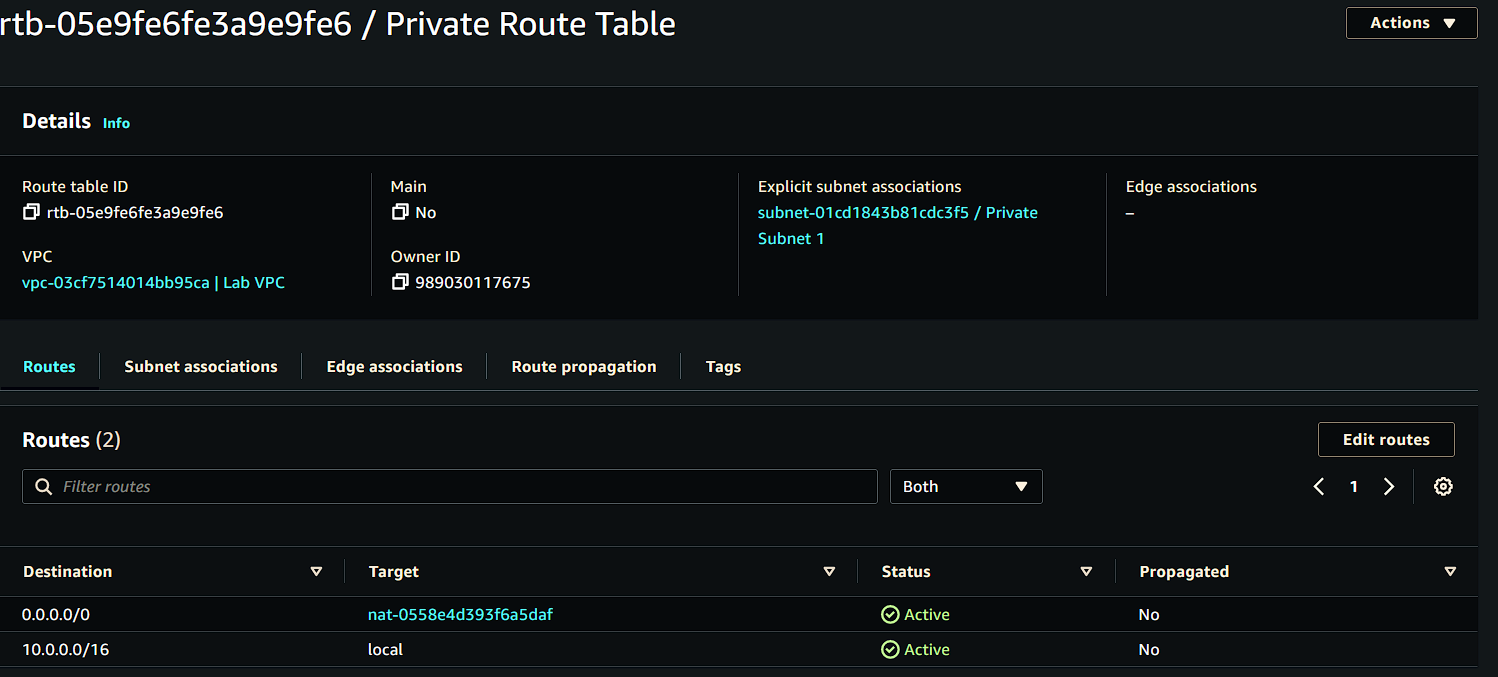 rtb-05e9fe6fe3a9e9fe6 / Private Route Table
Actions
Details Info
Route table ID
rtb-05e9fe6fe3a9e9fe6
VPC
vpc-03cf7514014bb95ca | Lab VPC
Main
No
Owner ID
989030117675
Explicit subnet associations
subnet-01cd1843b81cdc3f5 / Private
Subnet 1
Edge associations
–
Routes Subnet associations Edge associations Route propagation Tags
Routes (2)
Edit routes
Filter routes
Both
1
Destination Target Status Propagated
0.0.0.0/0 nat-0558e4d393f6a5daf Active No
10.0.0.0/16 local Active No